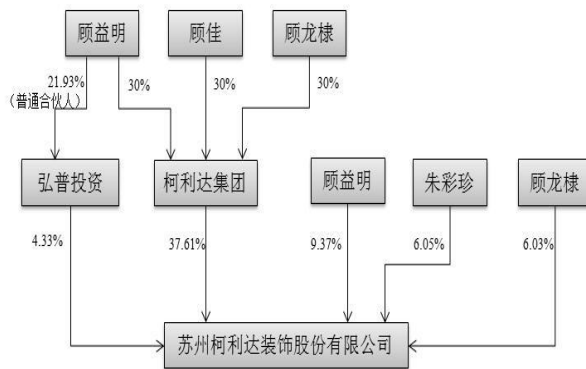 顾益明
顾佳
顾龙棣
21.93%
（普通合伙人）
30%
30%
30%
弘普投资
柯利达集团
顾益明
朱彩珍
顾龙棣
4.33%
37.61%
9.37%
6.05%
6.03%
苏州柯利达装饰股份有限公司